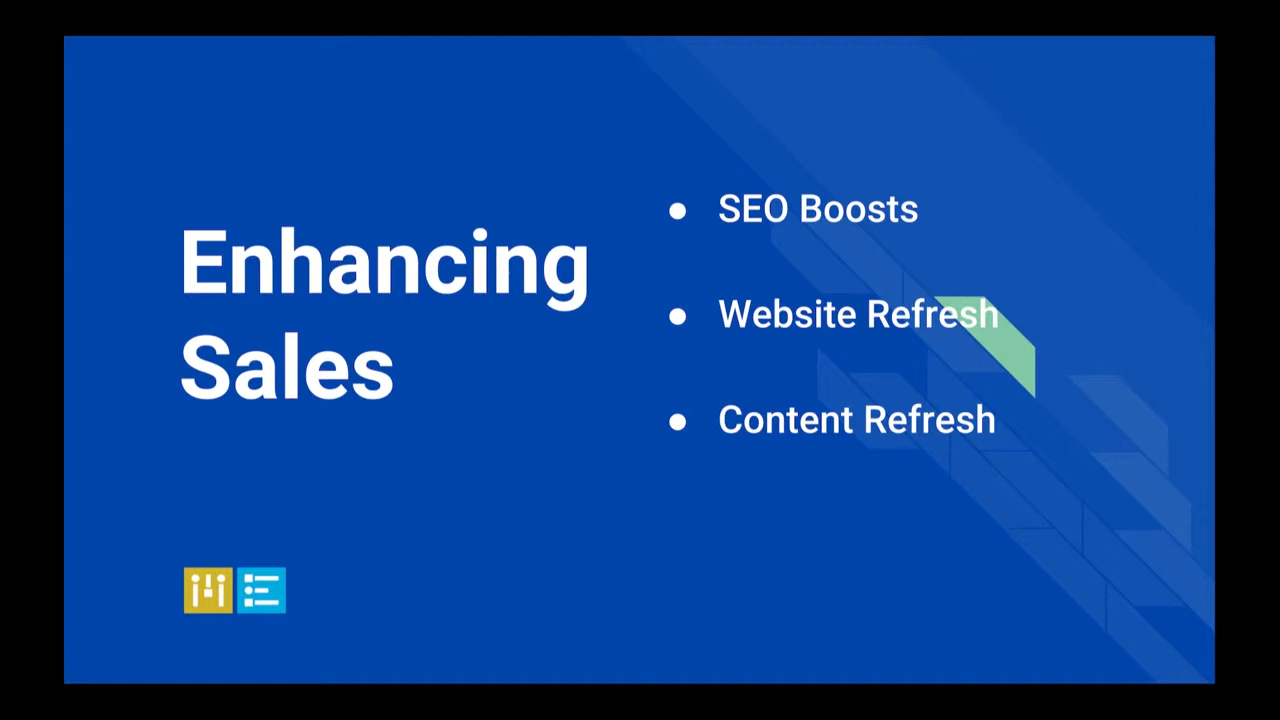 Enhancing
Sales
● SEO Boosts
● Website Refresh
● Content Refresh